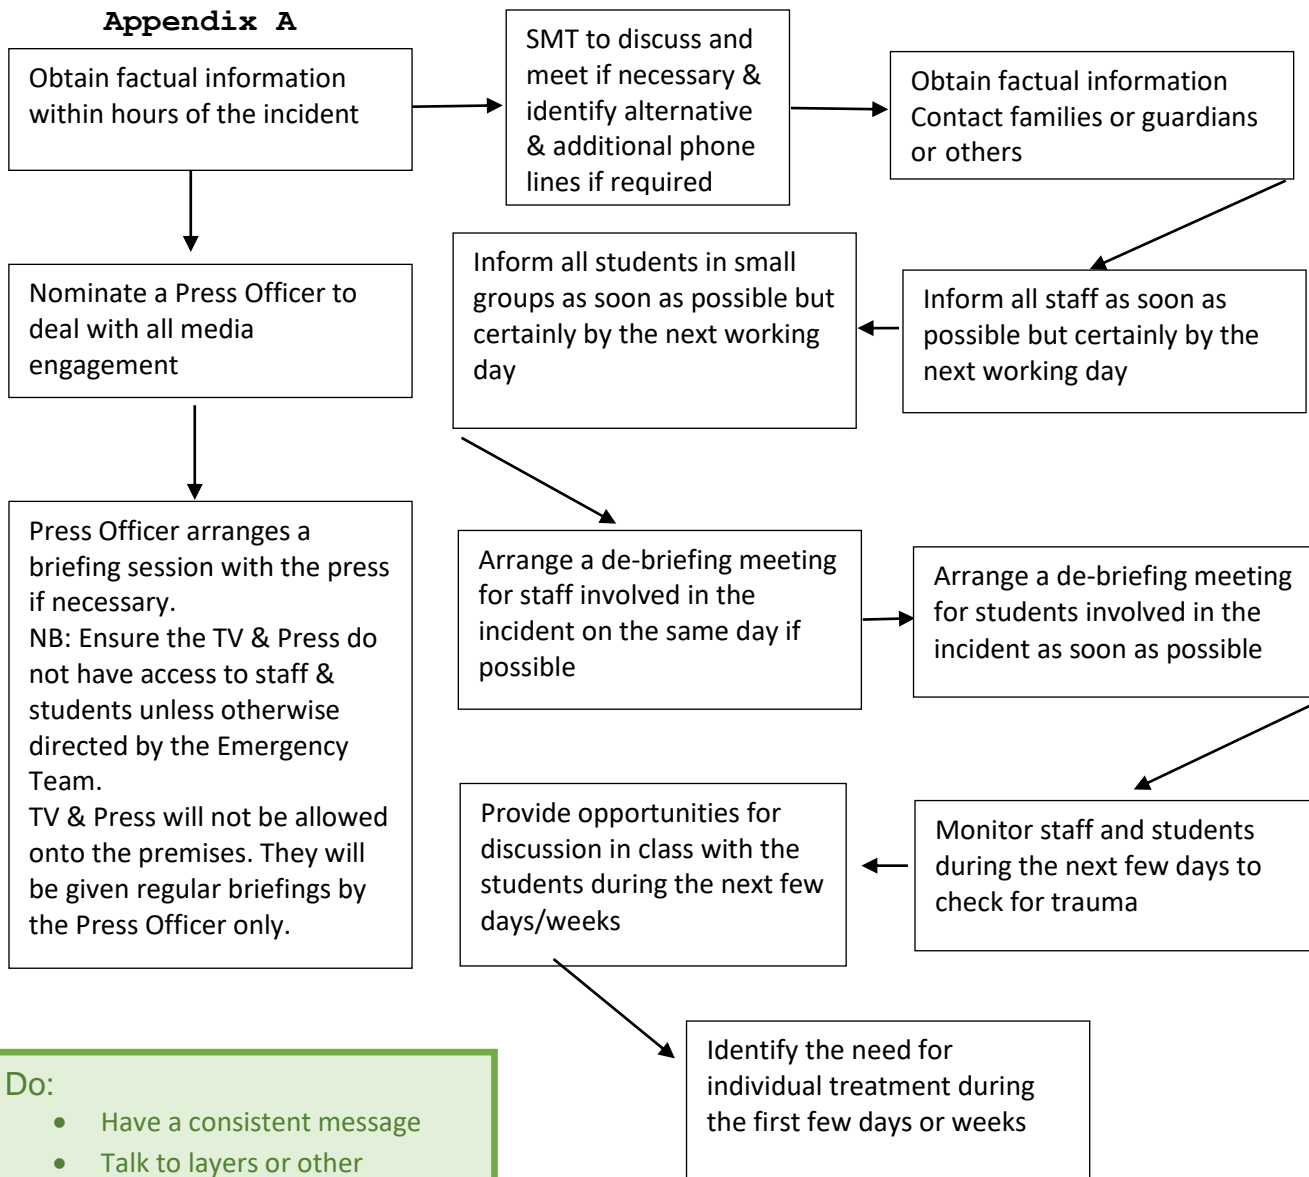 Appendix A
Obtain factual information
within hours of the incident
SMT to discuss and
meet if necessary &
identify alternative
& additional phone
lines if required
Obtain factual information
Contact families or guardians
or others
Inform all staff as soon as
possible but certainly by the
next working day
Inform all students in small
groups as soon as possible but
certainly by the next working
day
Nominate a Press Officer to
deal with all media
engagement
Press Officer arranges a
briefing session with the press
if necessary.
NB: Ensure the TV & Press do
not have access to staff &
students unless otherwise
directed by the Emergency
Team.
TV & Press will not be allowed
onto the premises. They will
be given regular briefings by
the Press Officer only.
Arrange a de-briefing meeting
for staff involved in the
incident on the same day if
possible
Arrange a de-briefing meeting
for students involved in the
incident as soon as possible
Monitor staff and students
during the next few days to
check for trauma
Provide opportunities for
discussion in class with the
students during the next few
days/weeks
Identify the need for
individual treatment during
the first few days or weeks
Do:
• Have a consistent message
• Talk to layers or other